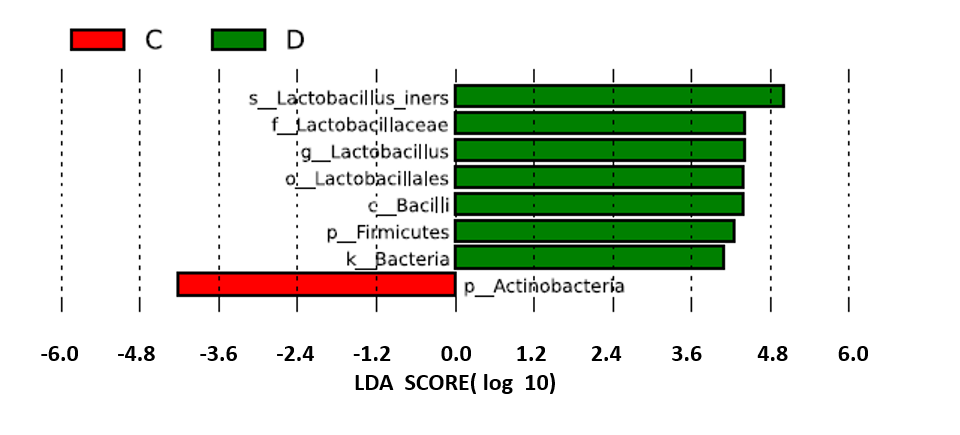 C D
s__Lactobacillus_iners
f__Lactobacillaceae
g__Lactobacillus
o__Lactobacillales
c__Bacilli
p__Firmicutes
k__Bacteria
p__Actinobacteria
-6.0 -4.8 -3.6 -2.4 -1.2 0.0 1.2 2.4 3.6 4.8 6.0
LDA SCORE( log 10)